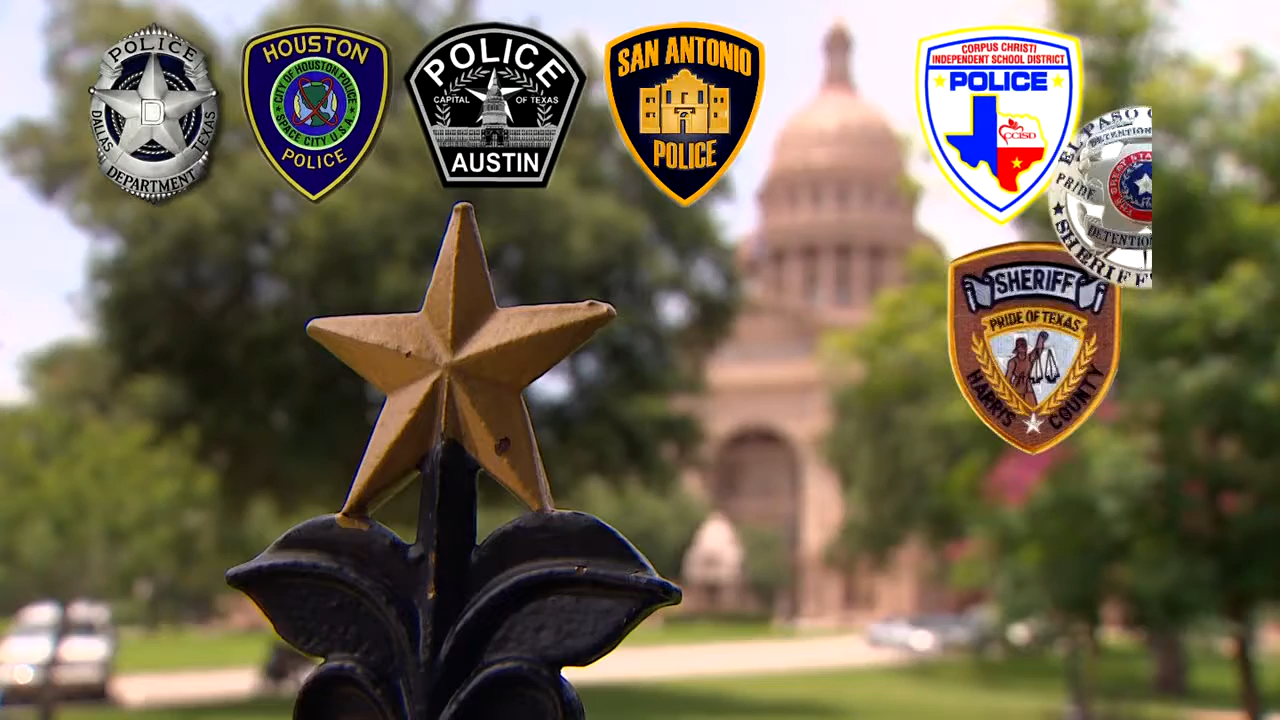 POLICE
D
DALLAS TEXAS
DEPARTMENT
HOUSTON
CITY OF HOUSTON POLICE
SPACE CITY U.S.A.
POLICE
POLICE
CAPITAL OF TEXAS
AUSTIN
SAN ANTONIO
POLICE
CORPUS CHRISTI
INDEPENDENT SCHOOL DISTRICT
POLICE
CCISD
EL PASO
DETENTION
PRIDE
DETENTION
SHERIFF
SHERIFF
PRIDE OF TEXAS
HARRIS COUNTY